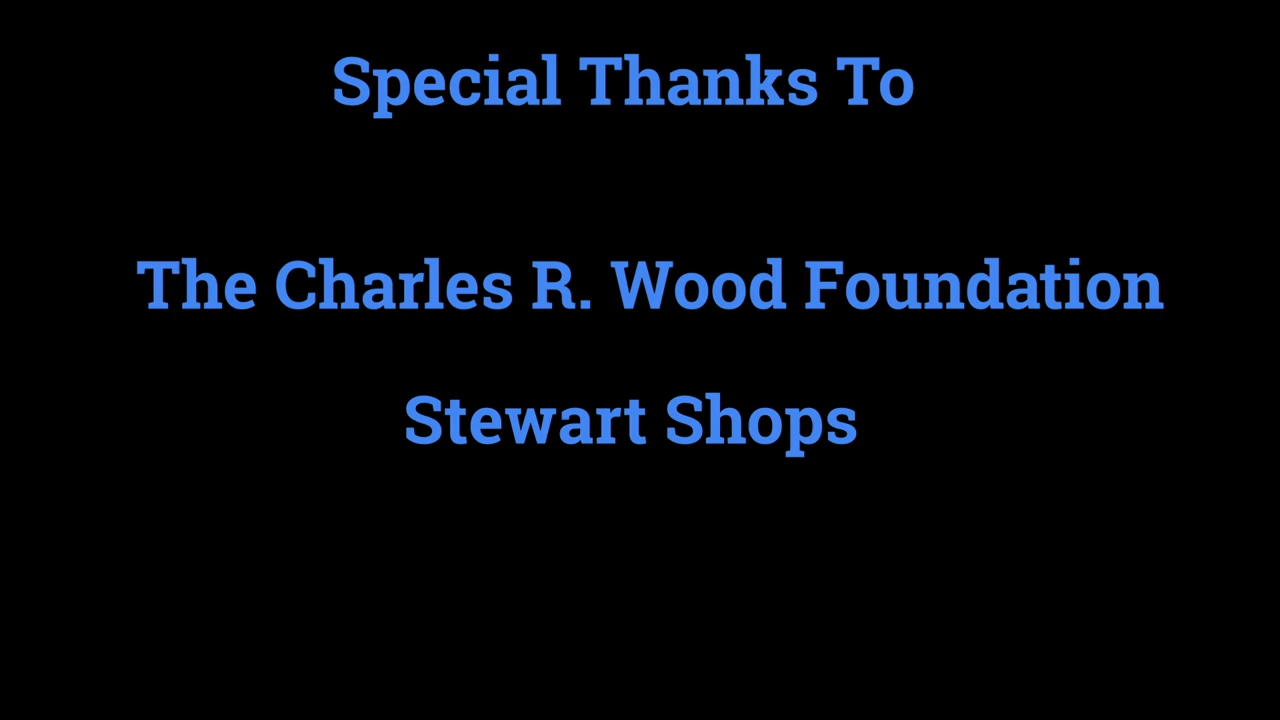 Special Thanks To
The Charles R. Wood Foundation
Stewart Shops